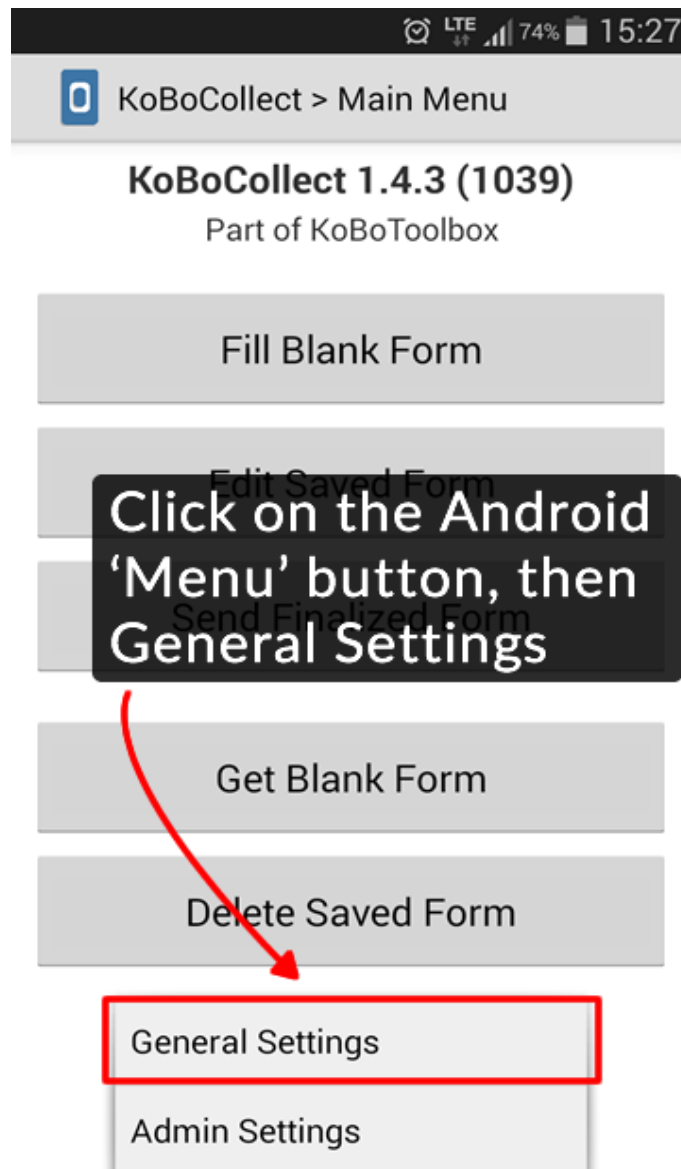 LTE 74% 15:27
KoBoCollect > Main Menu
KoBoCollect 1.4.3 (1039)
Part of KoBoToolbox
Fill Blank Form
Edit Saved Form
Click on the Android
‘Menu’ button, then
Send Finalized Form
General Settings
Get Blank Form
Delete Saved Form
General Settings
Admin Settings